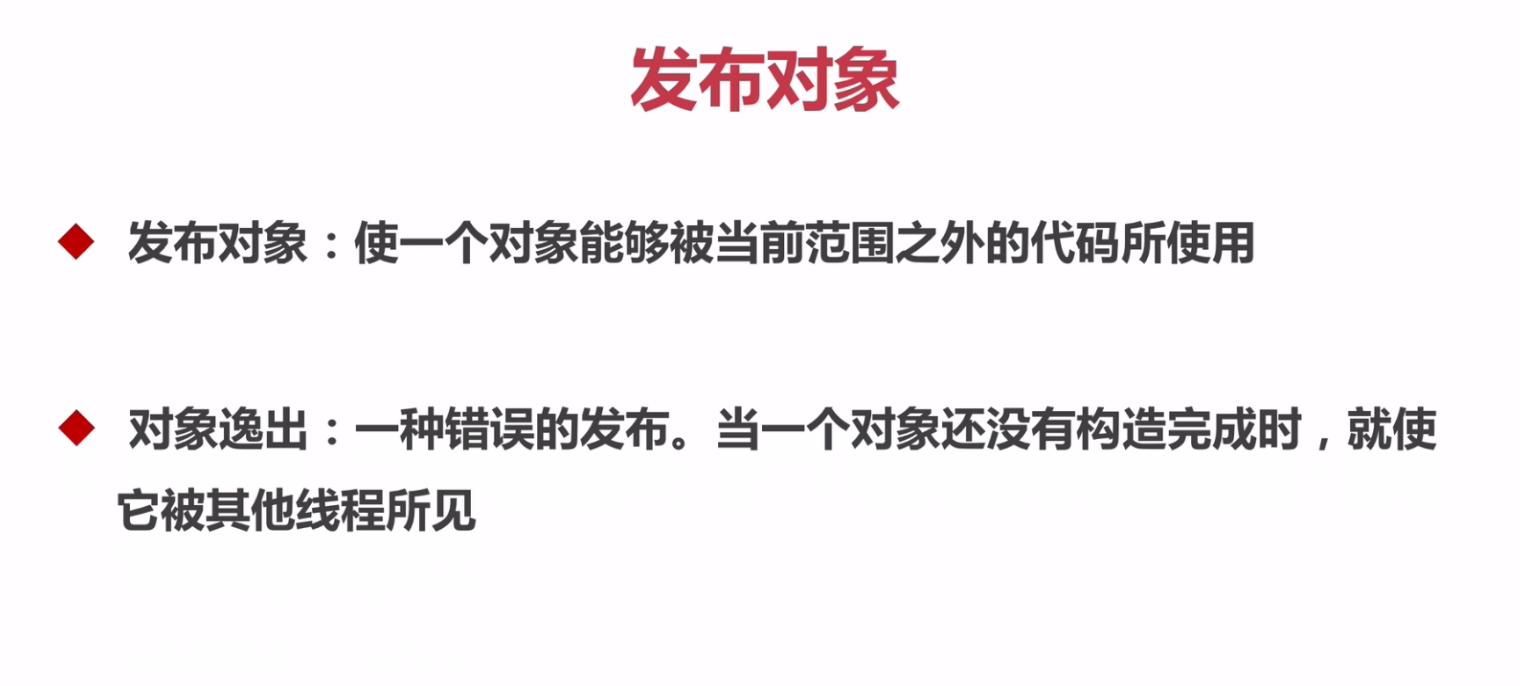 发布对象
发布对象：使一个对象能够被当前范围之外的代码所使用
对象逸出：一种错误的发布。当一个对象还没有构造完成时，就使
它被其他线程所见